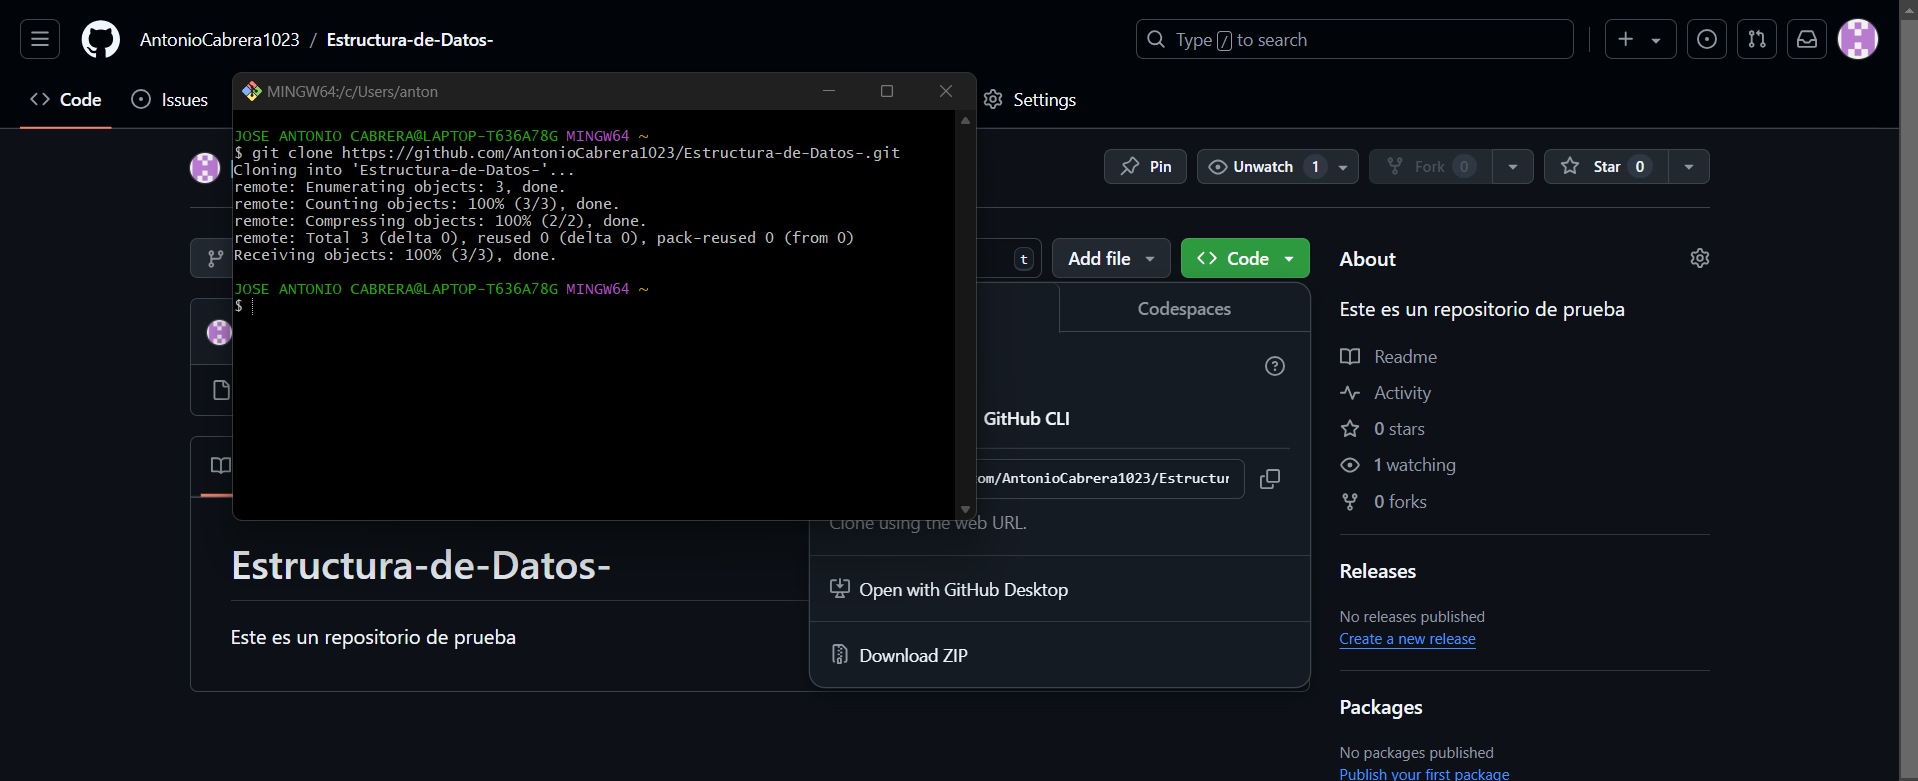 AntonioCabrera1023 / Estructura-de-Datos-
Type / to search
Code
Issues
Settings
MINGW64:/c/Users/anton
JOSE ANTONIO CABRERA@LAPTOP-T636A78G MINGW64 ~
$ git clone https://github.com/AntonioCabrera1023/Estructura-de-Datos-.git
Cloning into 'Estructura-de-Datos-'...
remote: Enumerating objects: 3, done.
remote: Counting objects: 100% (3/3), done.
remote: Compressing objects: 100% (2/2), done.
remote: Total 3 (delta 0), reused 0 (delta 0), pack-reused 0 (from 0)
Receiving objects: 100% (3/3), done.
JOSE ANTONIO CABRERA@LAPTOP-T636A78G MINGW64 ~
$
Pin
Unwatch 1
Fork 0
Star 0
t
Add file
Code
Codespaces
GitHub CLI
om/AntonioCabrera1023/Estructur
Clone using the web URL.
Open with GitHub Desktop
Download ZIP
Estructura-de-Datos-
Este es un repositorio de prueba
About
Este es un repositorio de prueba
Readme
Activity
0 stars
1 watching
0 forks
Releases
No releases published
Create a new release
Packages
No packages published
Publish your first package